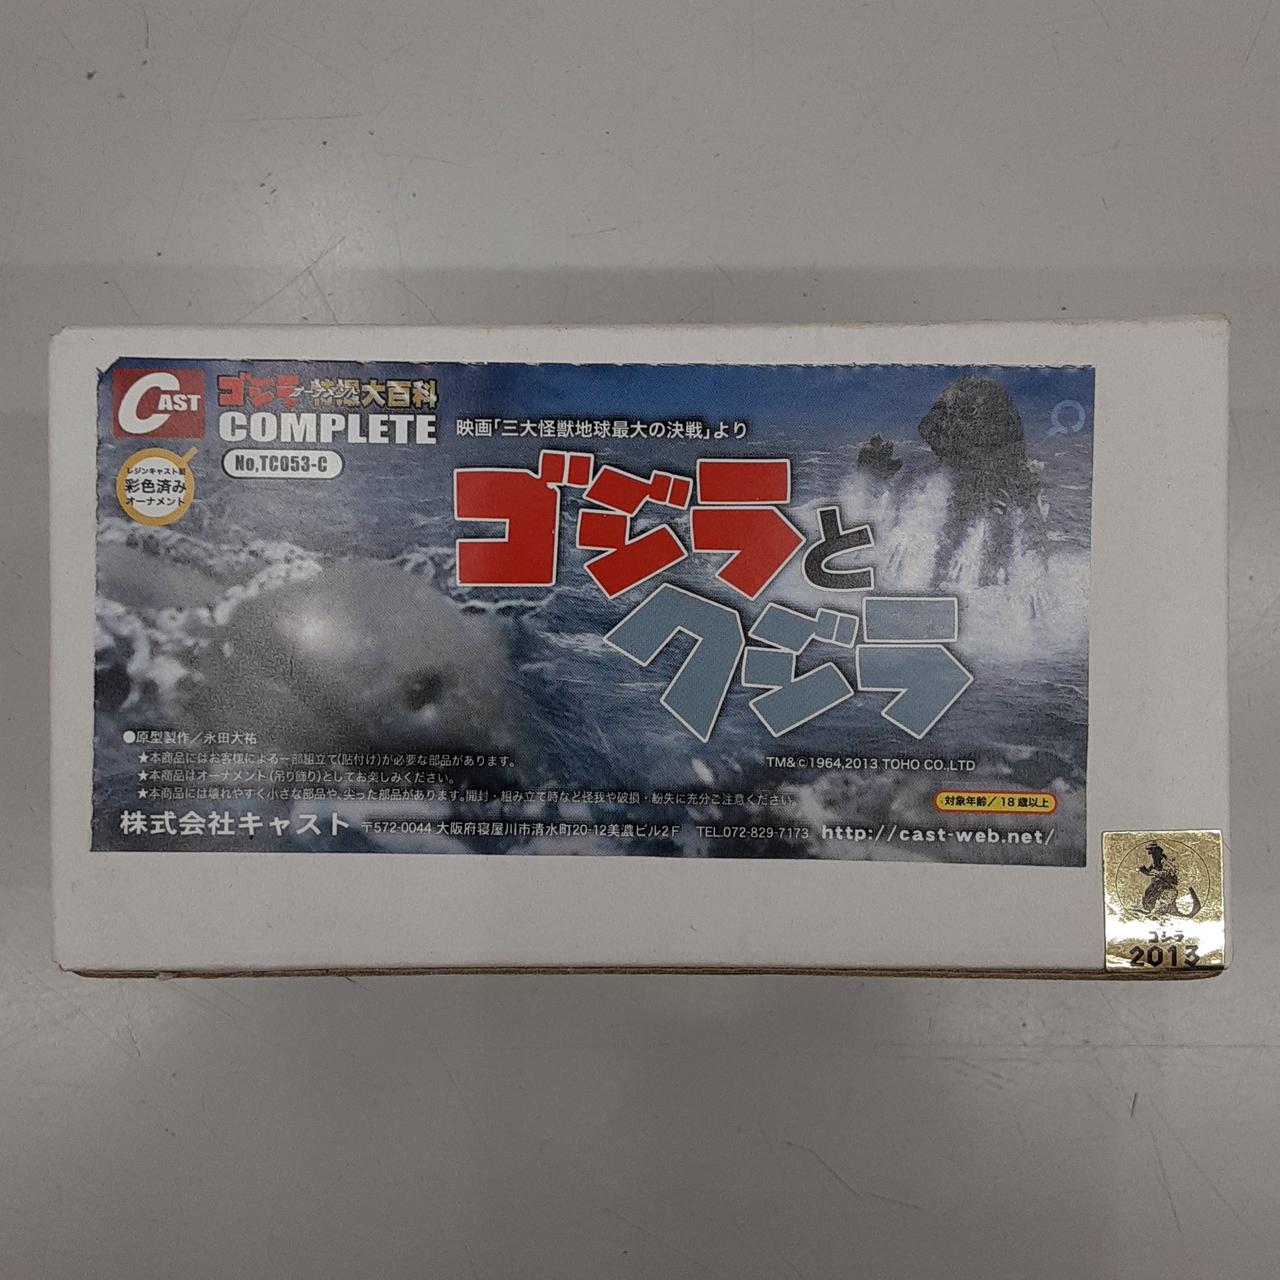 CAST
ゴジラオーナメント特撮大百科
COMPLETE
No,TC053-C
レジンキャスト製
彩色済み
オーナメント
映画「三大怪獣地球最大の決戦」より
ゴジラと
クジラ
●原型製作／永田大祐
★本商品にはお客様による一部組立て(貼付け)が必要な部品があります。
★本商品はオーナメント(吊り飾り)としてお楽しみください。
★本商品には壊れやすく小さな部品や、尖った部品があります。開封・組み立て時など怪我や破損・紛失に充分ご注意ください。
TM&©1964,2013 TOHO CO.,LTD
対象年齢／18歳以上
株式会社キャスト 〒572-0044 大阪府寝屋川市清水町20-12美濃ビル2F TEL.072-829-7173 http://cast-web.net/
ゴジラ
2013